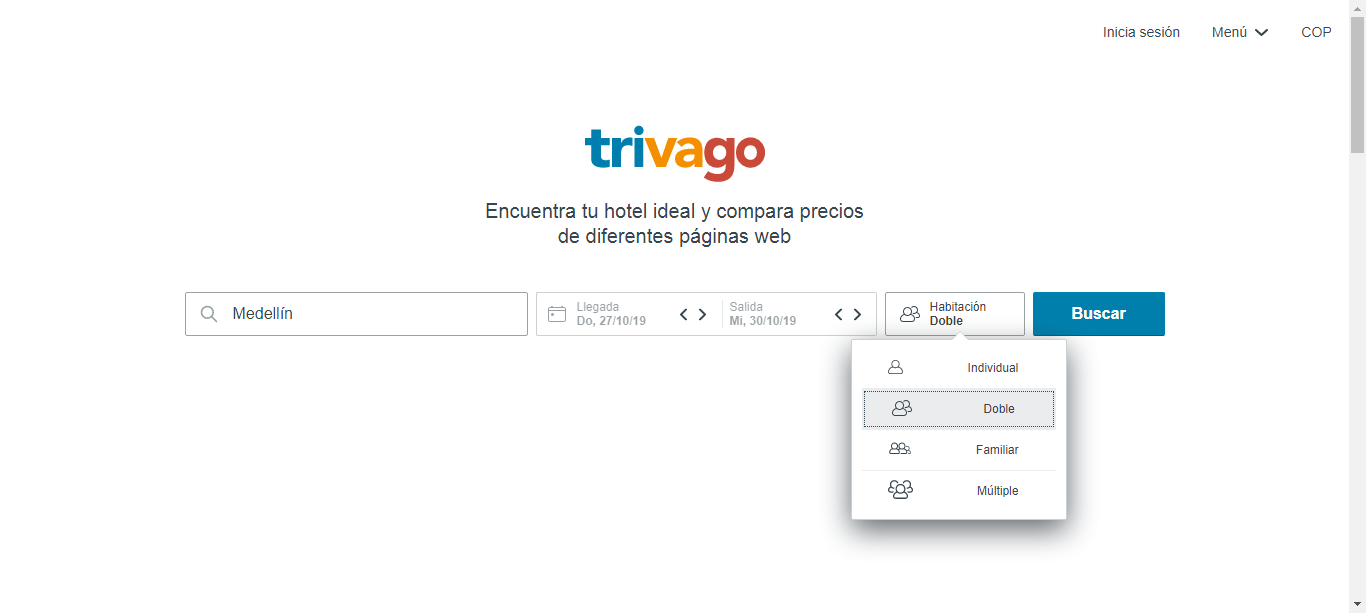 Inicia sesión Menú COP
trivago
Encuentra tu hotel ideal y compara precios
de diferentes páginas web
Medellín
Llegada
Do, 27/10/19
Salida
Mi, 30/10/19
Habitación
Doble
Buscar
Individual
Doble
Familiar
Múltiple